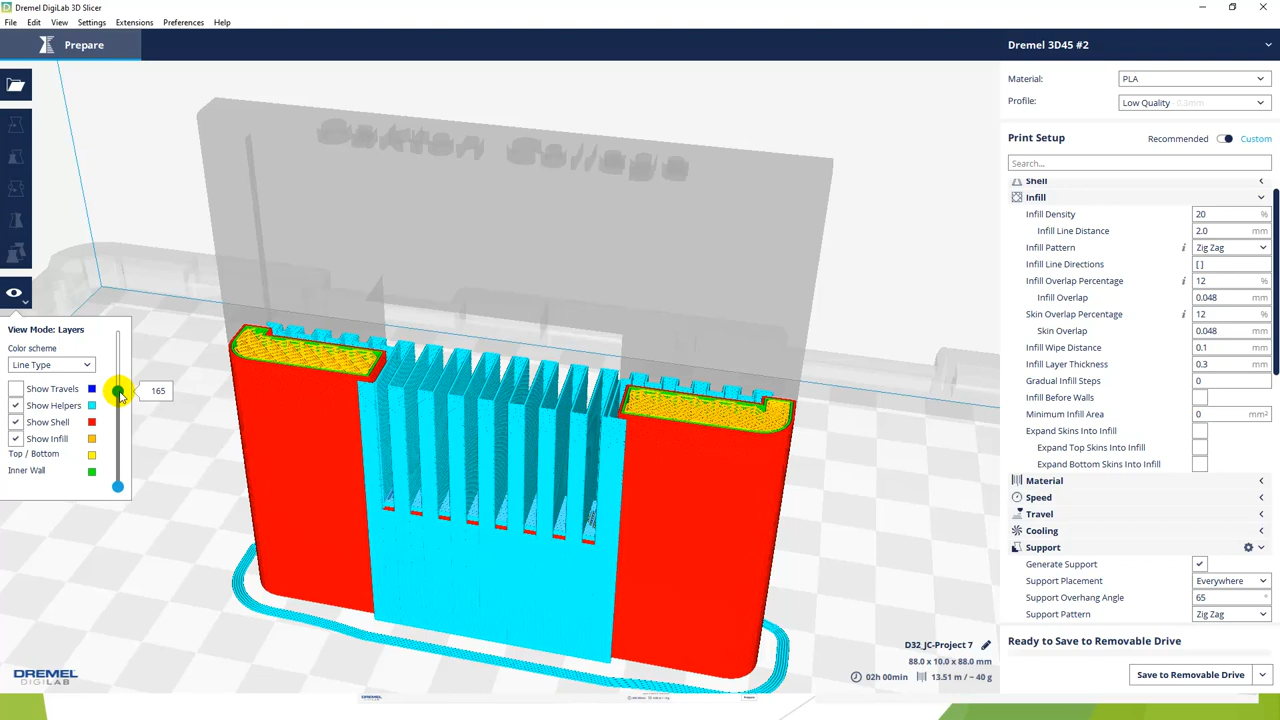 Dremel DigiLab 3D Slicer
File Edit View Settings Extensions Preferences Help
Prepare
Dremel 3D45 #2
Material: PLA
Profile: Low Quality - 0.3mm
Print Setup Recommended Custom
Search...
Shell
Infill
Infill Density 20 %
Infill Line Distance 2.0 mm
Infill Pattern i Zig Zag
Infill Line Directions [ ]
Infill Overlap Percentage i 12 %
Infill Overlap 0.048 mm
Skin Overlap Percentage i 12 %
Skin Overlap 0.048 mm
Infill Wipe Distance 0.1 mm
Infill Layer Thickness 0.3 mm
Gradual Infill Steps 0
Infill Before Walls
Minimum Infill Area 0 mm²
Expand Skins Into Infill
Expand Top Skins Into Infill
Expand Bottom Skins Into Infill
Material
Speed
Travel
Cooling
Support
Generate Support
Support Placement Everywhere
Support Overhang Angle 65 °
Support Pattern Zig Zag
Ready to Save to Removable Drive
Save to Removable Drive
View Mode: Layers
Color scheme
Line Type
Show Travels
Show Helpers
Show Shell
Show Infill
Top / Bottom
Inner Wall
165
D32_JC-Project 7
88.0 x 10.0 x 88.0 mm
02h 00min 13.51 m / ~ 40 g
DREMEL
DIGILAB